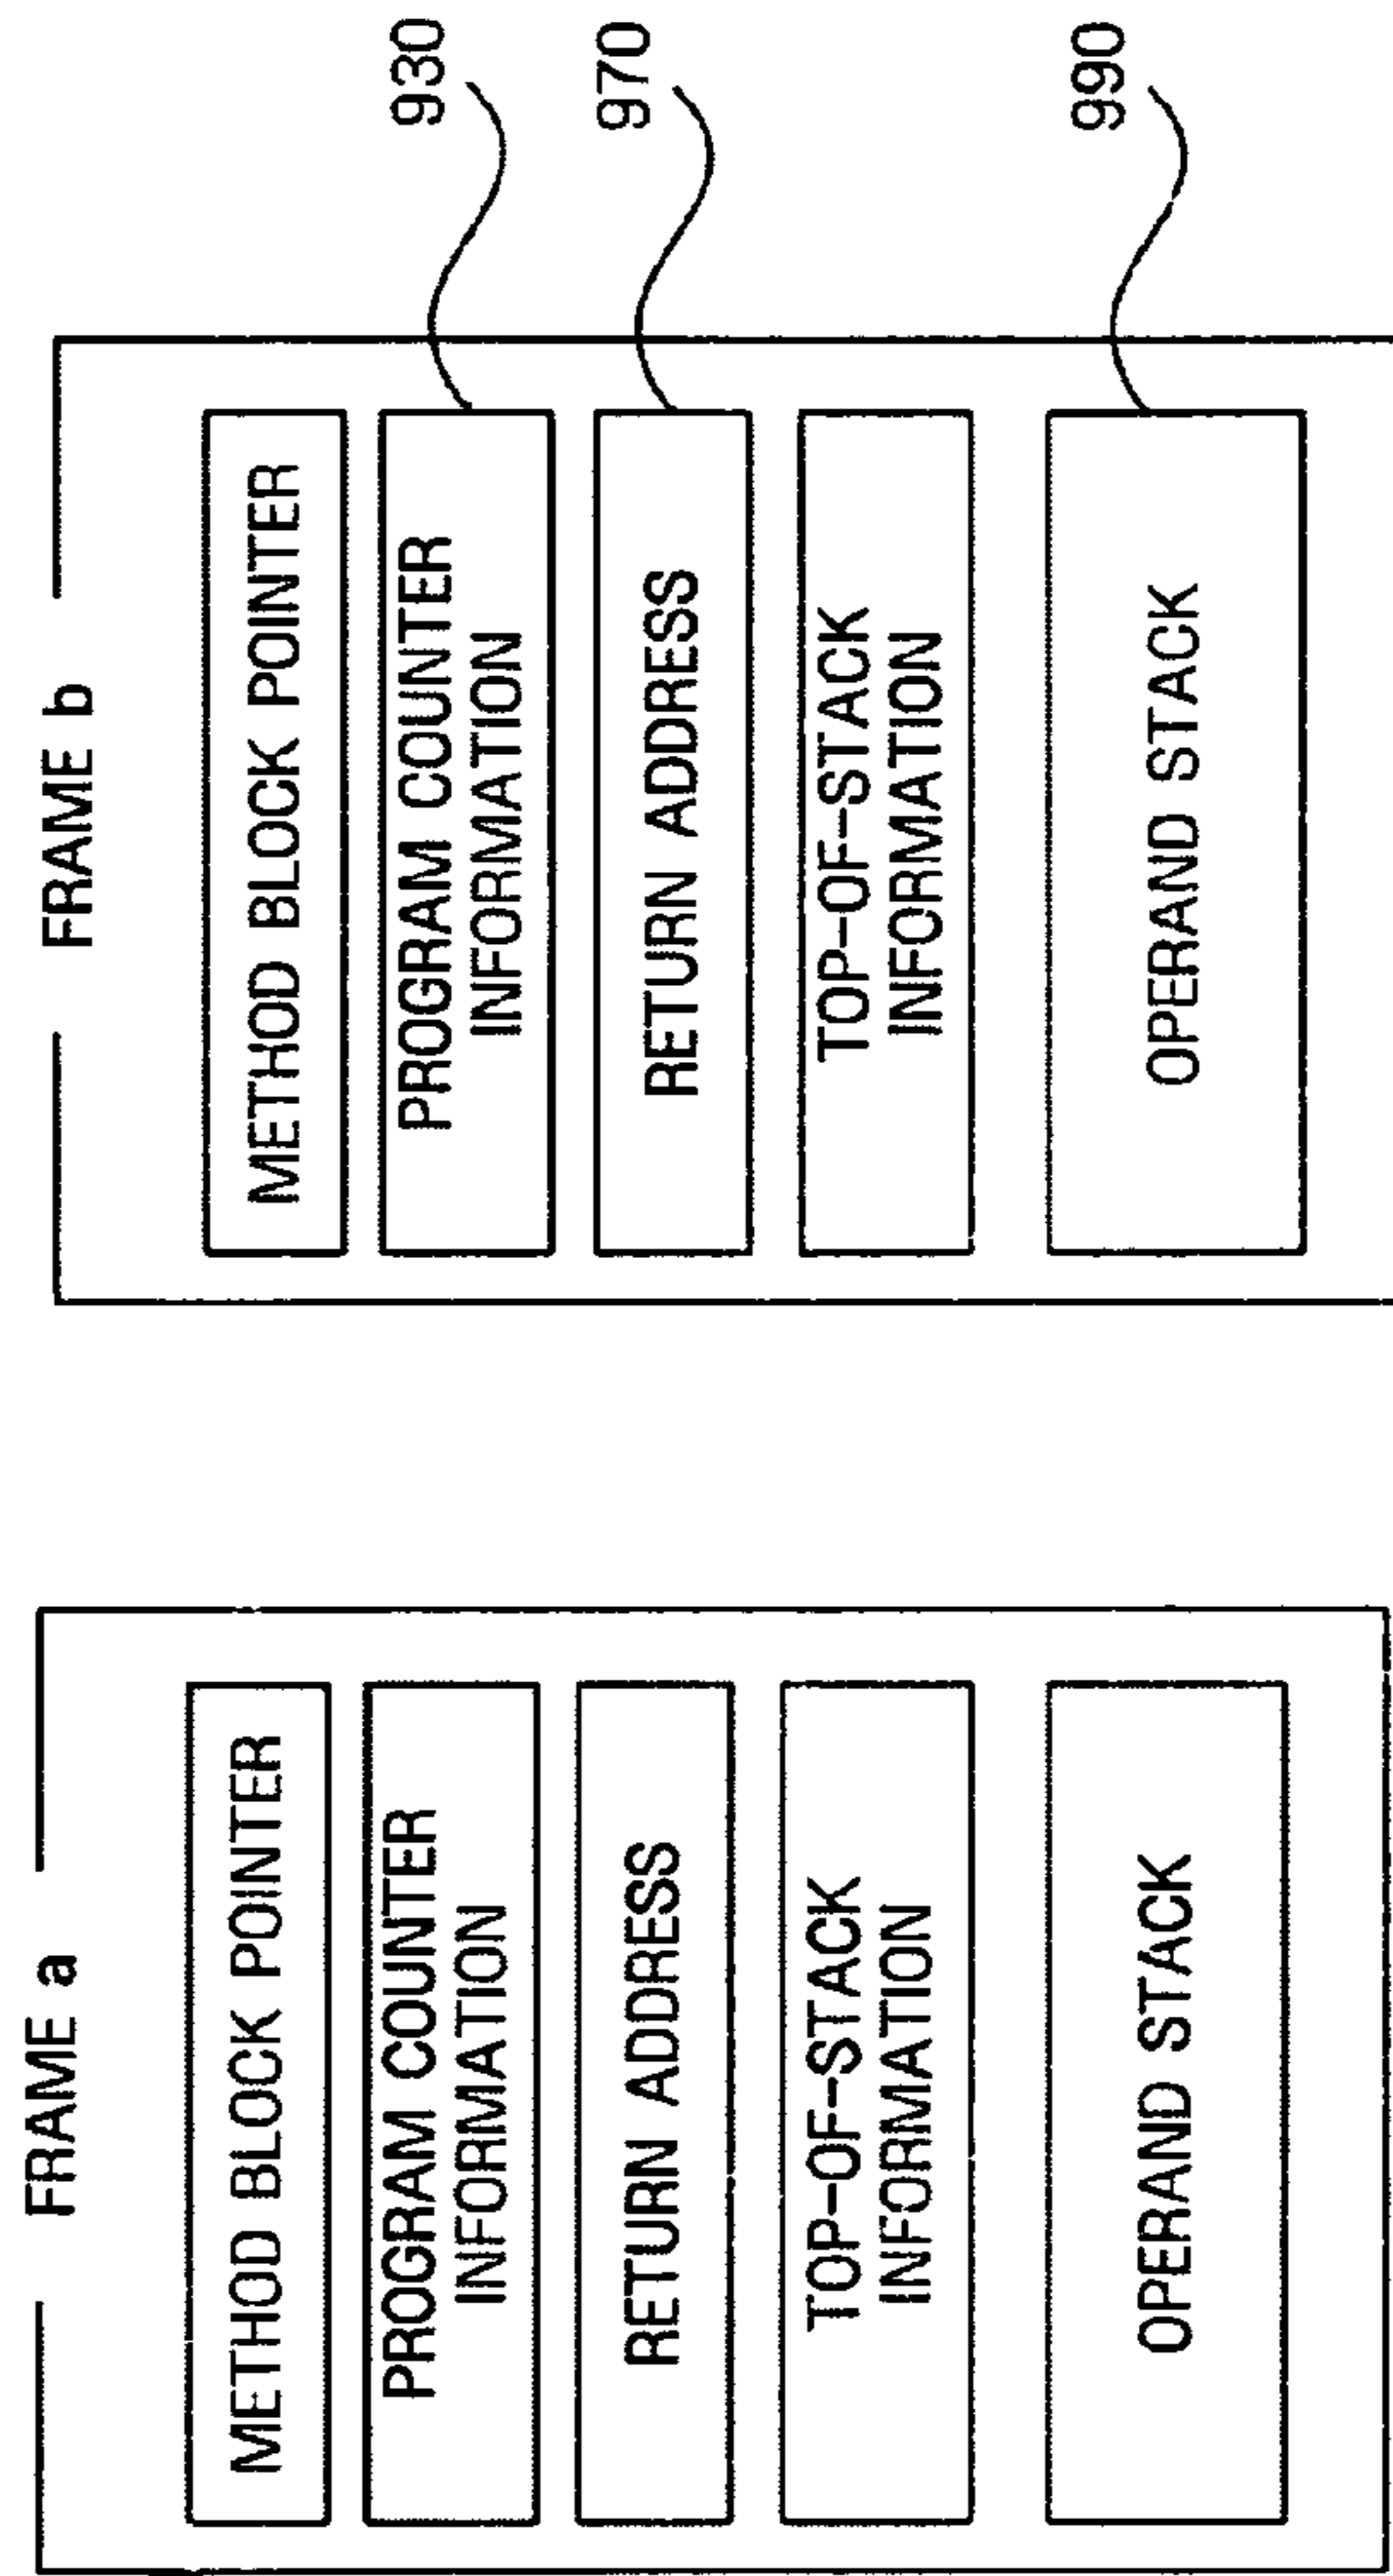 FRAME a
METHOD BLOCK POINTER
PROGRAM COUNTER
INFORMATION
RETURN ADDRESS
TOP-OF-STACK
INFORMATION
OPERAND STACK
FRAME b
METHOD BLOCK POINTER
PROGRAM COUNTER
INFORMATION
RETURN ADDRESS
TOP-OF-STACK
INFORMATION
OPERAND STACK
930
970
990